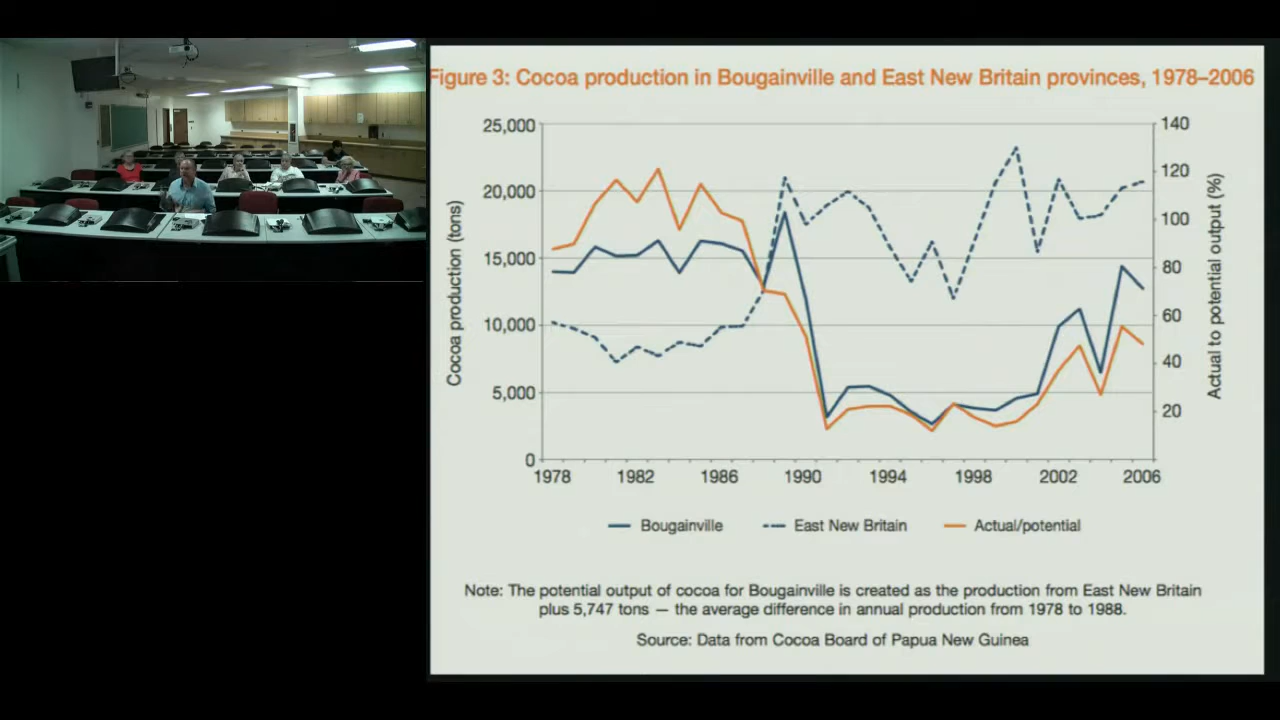 Figure 3: Cocoa production in Bougainville and East New Britain provinces, 1978–2006
25,000
20,000
15,000
10,000
5,000
0
Cocoa production (tons)
140
120
100
80
60
40
20
Actual to potential output (%)
1978 1982 1986 1990 1994 1998 2002 2006
Bougainville East New Britain Actual/potential
Note: The potential output of cocoa for Bougainville is created as the production from East New Britain
plus 5,747 tons — the average difference in annual production from 1978 to 1988.
Source: Data from Cocoa Board of Papua New Guinea